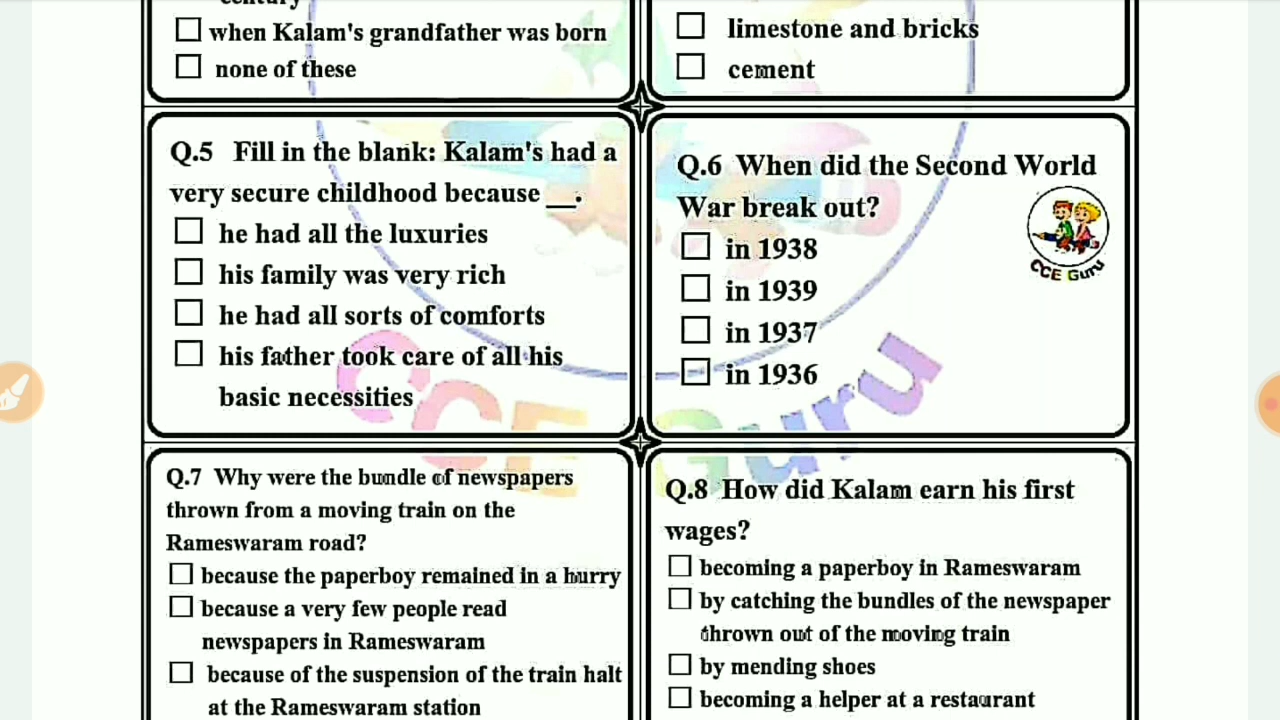 when Kalam's grandfather was born
none of these
limestone and bricks
cement
Q.5 Fill in the blank: Kalam's had a
very secure childhood because __.
he had all the luxuries
his family was very rich
he had all sorts of comforts
his father took care of all his
basic necessities
Q.6 When did the Second World
War break out?
in 1938
in 1939
in 1937
in 1936
CCE Guru
CCE Guru
Q.7 Why were the bundle of newspapers
thrown from a moving train on the
Rameswaram road?
because the paperboy remained in a hurry
because a very few people read
newspapers in Rameswaram
because of the suspension of the train halt
at the Rameswaram station
Q.8 How did Kalam earn his first
wages?
becoming a paperboy in Rameswaram
by catching the bundles of the newspaper
thrown out of the moving train
by mending shoes
becoming a helper at a restaurant